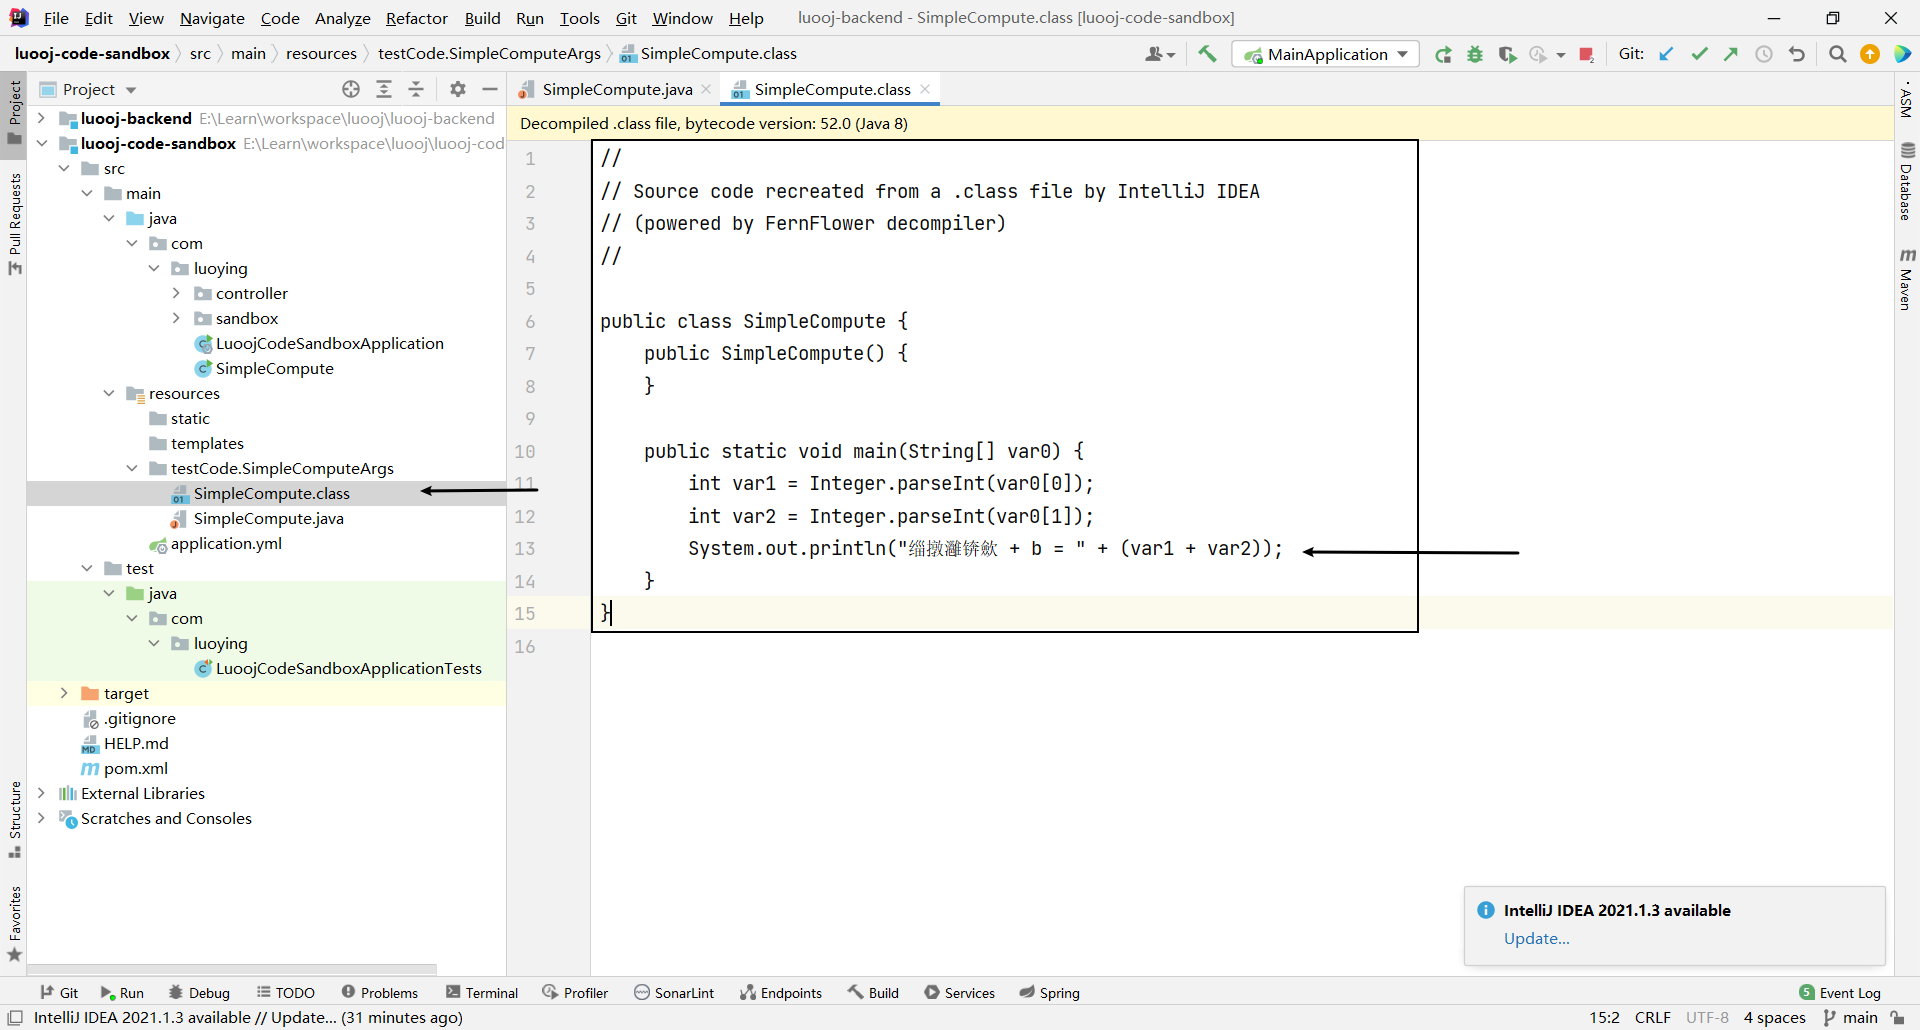 File Edit View Navigate Code Analyze Refactor Build Run Tools Git Window Help luooj-backend - SimpleCompute.class [luooj-code-sandbox]
luooj-code-sandbox src main resources testCode.SimpleComputeArgs SimpleCompute.class MainApplication Git:
Project
SimpleCompute.java SimpleCompute.class
Decompiled .class file, bytecode version: 52.0 (Java 8)
luooj-backend E:\Learn\workspace\luooj\luooj-backend
luooj-code-sandbox E:\Learn\workspace\luooj\luooj-cod
src
main
java
com
luoying
controller
sandbox
LuoojCodeSandboxApplication
SimpleCompute
resources
static
templates
testCode.SimpleComputeArgs
SimpleCompute.class
SimpleCompute.java
application.yml
test
java
com
luoying
LuoojCodeSandboxApplicationTests
target
.gitignore
HELP.md
pom.xml
External Libraries
Scratches and Consoles
1 //
2 // Source code recreated from a .class file by IntelliJ IDEA
3 // (powered by FernFlower decompiler)
4 //
5
6 public class SimpleCompute {
7 public SimpleCompute() {
8 }
9
10 public static void main(String[] var0) {
11 int var1 = Integer.parseInt(var0[0]);
12 int var2 = Integer.parseInt(var0[1]);
13 System.out.println(" + b = " + (var1 + var2));
14 }
15 }
16
Project
Pull Requests
Structure
Favorites
ASM
Database
Maven
IntelliJ IDEA 2021.1.3 available
Update...
Git Run Debug TODO Problems Terminal Profiler SonarLint Endpoints Build Services Spring 5 Event Log
IntelliJ IDEA 2021.1.3 available // Update... (31 minutes ago) 15:2 CRLF UTF-8 4 spaces main